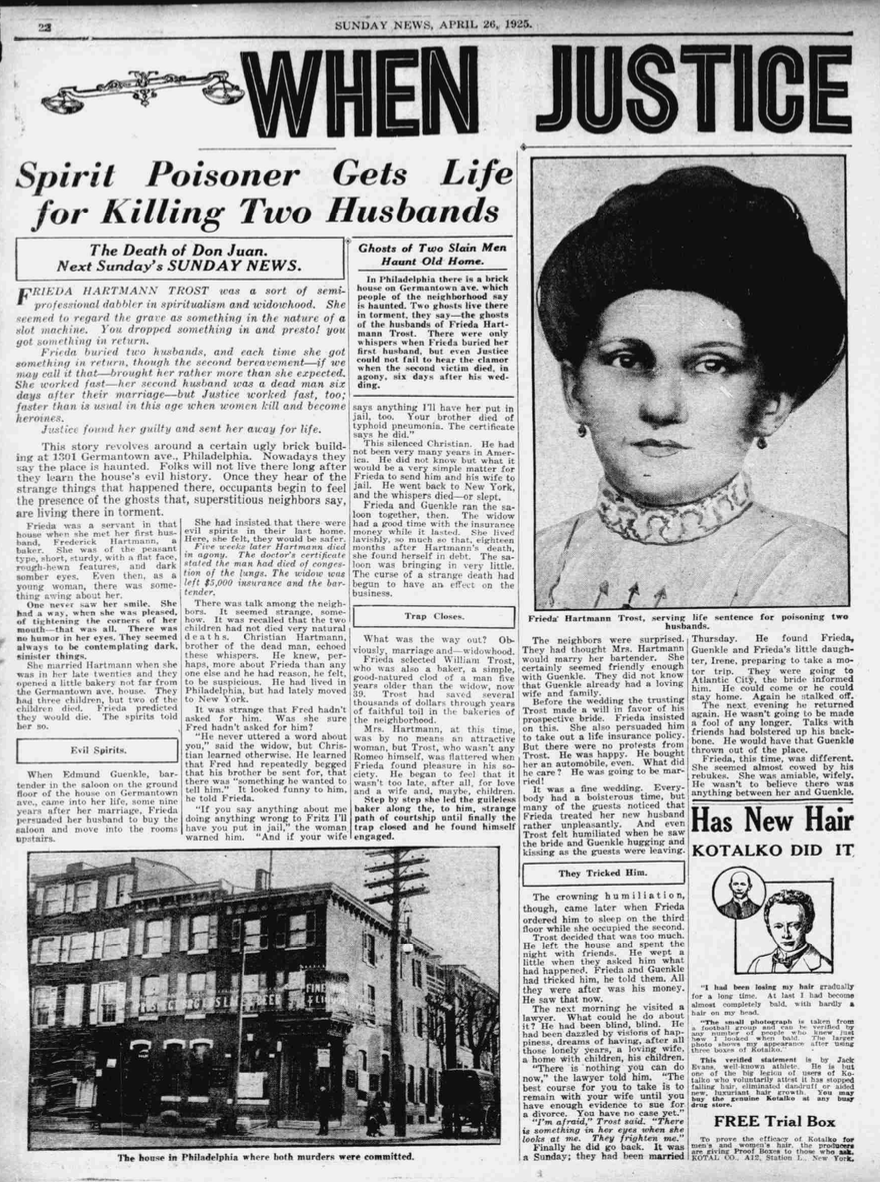 22
SUNDAY NEWS, APRIL 26, 1925.
WHEN JUSTICE
Spirit Poisoner Gets Life
for Killing Two Husbands
The Death of Don Juan.
Next Sunday's SUNDAY NEWS.
FRIEDA HARTMANN TROST was a sort of semi-
professional dabbler in spiritualism and widowhood. She
seemed to regard the grave as something in the nature of a
slot machine. You dropped something in and presto! you
got something in return.
Frieda buried two husbands, and each time she got
something in return, though the second bereavement—if we
may call it that—brought her rather more than she expected.
She worked fast—her second husband was a dead man six
days after their marriage—but Justice worked fast, too;
faster than is usual in this age when women kill and become
heroines.
Justice found her guilty and sent her away for life.
This story revolves around a certain ugly brick build-
ing at 1301 Germantown ave., Philadelphia. Nowadays they
say the place is haunted. Folks will not live there long after
they learn the house's evil history. Once they hear of the
strange things that happened there, occupants begin to feel
the presence of the ghosts that, superstitious neighbors say,
are living there in torment.
Frieda was a servant in that
house when she met her first hus-
band, Frederick Hartmann, a
baker. She was of the peasant
type, short, sturdy, with a flat face,
rough-hewn features, and dark
somber eyes. Even then, as a
young woman, there was some-
thing awing about her.
One never saw her smile. She
had a way, when she was pleased,
of tightening the corners of her
mouth—that was all. There was
no humor in her eyes. They seemed
always to be contemplating dark,
sinister things.
She married Hartmann when she
was in her late twenties and they
opened a little bakery not far from
the Germantown ave. house. They
had three children, but two of the
children died. Frieda predicted
they would die. The spirits told
her so.
Evil Spirits.
When Edmund Guenkle, bar-
tender in the saloon on the ground
floor of the house on Germantown
ave., came into her life, some nine
years after her marriage, Frieda
persuaded her husband to buy the
saloon and move into the rooms
upstairs.
She had insisted that there were
evil spirits in their last home.
Here, she felt, they would be safer.
Five weeks later Hartmann died
in agony. The doctor's certificate
stated the man had died of conges-
tion of the lungs. The widow was
left $5,000 insurance and the bar-
tender.
There was talk among the neigh-
bors. It seemed strange, some-
how. It was recalled that the two
children had not died very natural
deaths. Christian Hartmann,
brother of the dead man, echoed
these whispers. He knew, per-
haps, more about Frieda than any
one else and he had reason, he felt,
to be suspicious. He had lived in
Philadelphia, but had lately moved
to New York.
It was strange that Fred hadn't
asked for him. Was she sure
Fred hadn't asked for him?
"He never uttered a word about
you," said the widow, but Chris-
tian learned otherwise. He learned
that Fred had repeatedly begged
that his brother be sent for, that
there was "something he wanted to
tell him." It looked funny to him,
he told Frieda.
"If you say anything about me
doing anything wrong to Fritz I'll
have you put in jail," the woman
warned him. "And if your wife
Ghosts of Two Slain Men
Haunt Old Home.
In Philadelphia there is a brick
house on Germantown ave. which
people of the neighborhood say
is haunted. Two ghosts live there
in torment, they say—the ghosts
of the husbands of Frieda Hart-
mann Trost. There were only
whispers when Frieda buried her
first husband, but even Justice
could not fail to hear the clamor
when the second victim died, in
agony, six days after his wed-
ding.
says anything I'll have her put in
jail, too. Your brother died of
typhoid pneumonia. The certificate
says he did."
This silenced Christian. He had
not been very many years in Amer-
ica. He did not know but what it
would be a very simple matter for
Frieda to send him and his wife to
jail. He went back to New York,
and the whispers died—or slept.
Frieda and Guenkle ran the sa-
loon together, then. The widow
had a good time with the insurance
money while it lasted. She lived
lavishly, so much so that, eighteen
months after Hartmann's death,
she found herself in debt. The sa-
loon was bringing in very little.
The curse of a strange death had
begun to have an effect on the
business.
Trap Closes.
What was the way out? Ob-
viously, marriage and—widowhood.
Frieda selected William Trost,
who was also a baker, a simple,
good-natured clod of a man five
years older than the widow, now
39. Trost had saved several
thousands of dollars through years
of faithful toil in the bakeries of
the neighborhood.
Mrs. Hartmann, at this time,
was by no means an attractive
woman, but Trost, who wasn't any
Romeo himself, was flattered when
Frieda found pleasure in his so-
ciety. He began to feel that it
wasn't too late, after all, for love
and a wife and, maybe, children.
Step by step she led the guileless
baker along the, to him, strange
path of courtship until finally the
trap closed and he found himself
engaged.
Frieda Hartmann Trost, serving life sentence for poisoning two
husbands.
The neighbors were surprised.
They had thought Mrs. Hartmann
would marry her bartender. She
certainly seemed friendly enough
with Guenkle. They did not know
that Guenkle already had a loving
wife and family.
Before the wedding the trusting
Trost made a will in favor of his
prospective bride. Frieda insisted
on this. She also persuaded him
to take out a life insurance policy.
But there were no protests from
Trost. He was happy. He bought
her an automobile, even. What did
he care? He was going to be mar-
ried!
It was a fine wedding. Every-
body had a boisterous time, but
many of the guests noticed that
Frieda treated her new husband
rather unpleasantly. And even
Trost felt humiliated when he saw
the bride and Guenkle hugging and
kissing as the guests were leaving.
They Tricked Him.
The crowning humiliation,
though, came later when Frieda
ordered him to sleep on the third
floor while she occupied the second.
Trost decided that was too much.
He left the house and spent the
night with friends. He wept a
little when they asked him what
had happened. Frieda and Guenkle
had tricked him, he told them. All
they were after was his money.
He saw that now.
The next morning he visited a
lawyer. What could he do about
it? He had been blind, blind. He
had been dazzled by visions of hap-
piness, dreams of having, after all
those lonely years, a loving wife,
a home with children, his children.
"There is nothing you can do
now," the lawyer told him. "The
best course for you to take is to
remain with your wife until you
have enough evidence to sue for
a divorce. You have no case yet."
"I'm afraid," Trost said. "There
is something in her eyes when she
looks at me. They frighten me."
Finally he did go back. It was
a Sunday; they had been married
Thursday. He found Frieda,
Guenkle and Frieda's little daugh-
ter, Irene, preparing to take a mo-
tor trip. They were going to
Atlantic City, the bride informed
him. He could come or he could
stay home. Again he stalked off.
The next evening he returned
again. He wasn't going to be made
a fool of any longer. Talks with
friends had bolstered up his back-
bone. He would have that Guenkle
thrown out of the place.
Frieda, this time, was different.
She seemed almost cowed by his
rebukes. She was amiable, wifely.
He wasn't to believe there was
anything between her and Guenkle.
Has New Hair
KOTALKO DID IT
"I had been losing my hair gradually
for a long time. At last I had become
almost completely bald, with hardly a
hair on my head.
"The small photograph is taken from
a football group and can be verified by
any number of people who knew just
how I looked when bald. The larger
photo shows my appearance after using
three boxes of Kotalko."
This verified statement is by Jack
Evans, well-known athlete. He is but
one of the big legion of users of Ko-
talko who voluntarily attest it has stopped
falling hair, eliminated dandruff or aided
new, luxuriant hair growth. You may
buy the genuine Kotalko at any busy
drug store.
FREE Trial Box
To prove the efficacy of Kotalko for
men's and women's hair, the producers
are giving Proof Boxes to those who ask.
KOTAL CO., A12, Station L., New York.
The house in Philadelphia where both murders were committed.